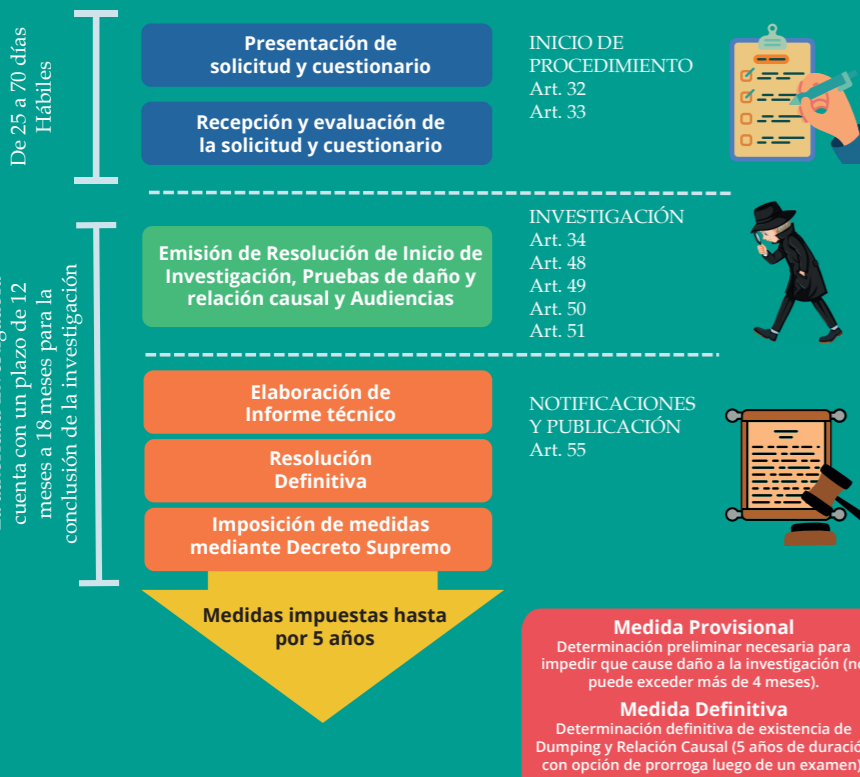 De 25 a 70 días
Hábiles
Presentación de
solicitud y cuestionario
Recepción y evaluación de
la solicitud y cuestionario
INICIO DE
PROCEDIMIENTO
Art. 32
Art. 33
cuenta con un plazo de 12
meses a 18 meses para la
conclusión de la investigación
Emisión de Resolución de Inicio de
Investigación, Pruebas de daño y
relación causal y Audiencias
INVESTIGACIÓN
Art. 34
Art. 48
Art. 49
Art. 50
Art. 51
Elaboración de
Informe técnico
Resolución
Definitiva
Imposición de medidas
mediante Decreto Supremo
NOTIFICACIONES
Y PUBLICACIÓN
Art. 55
Medidas impuestas hasta
por 5 años
Medida Provisional
Determinación preliminar necesaria para
impedir que cause daño a la investigación (no
puede exceder más de 4 meses).
Medida Definitiva
Determinación definitiva de existencia de
Dumping y Relación Causal (5 años de duración
con opción de prorroga luego de un examen)